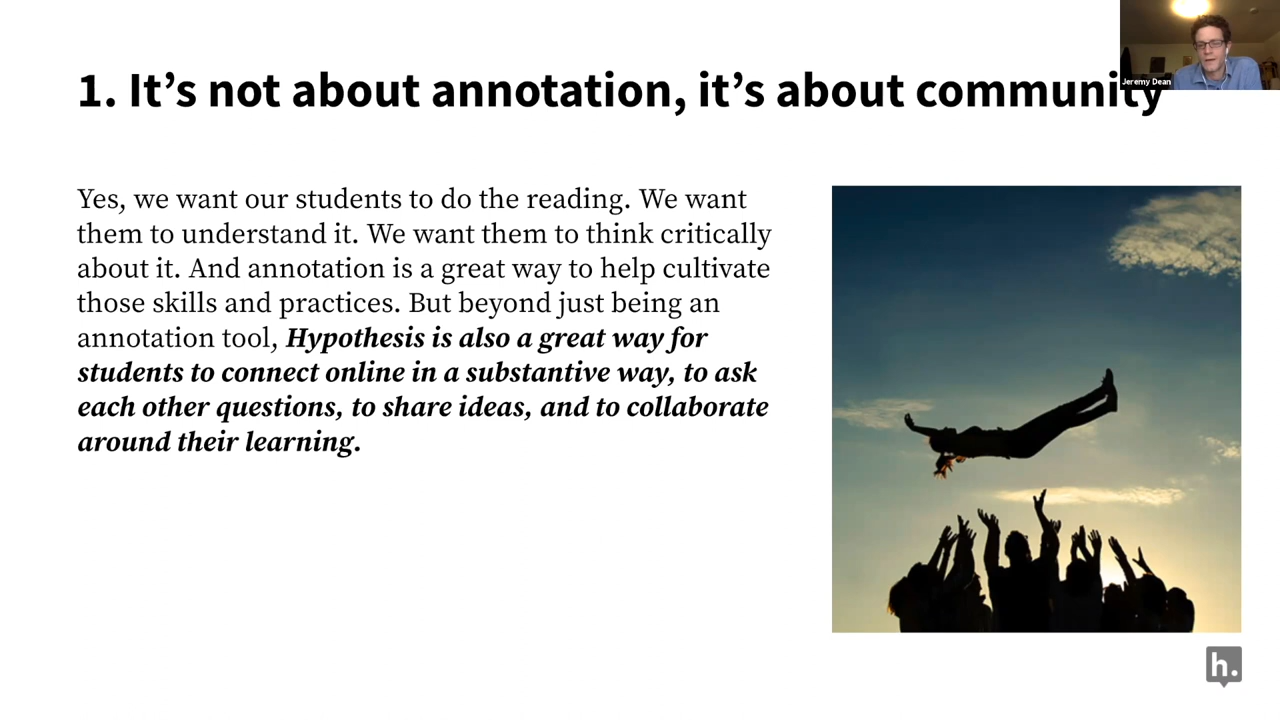 1. It’s not about annotation, it’s about community
Jeremy Dean
Yes, we want our students to do the reading. We want
them to understand it. We want them to think critically
about it. And annotation is a great way to help cultivate
those skills and practices. But beyond just being an
annotation tool, Hypothesis is also a great way for
students to connect online in a substantive way, to ask
each other questions, to share ideas, and to collaborate
around their learning.
h.